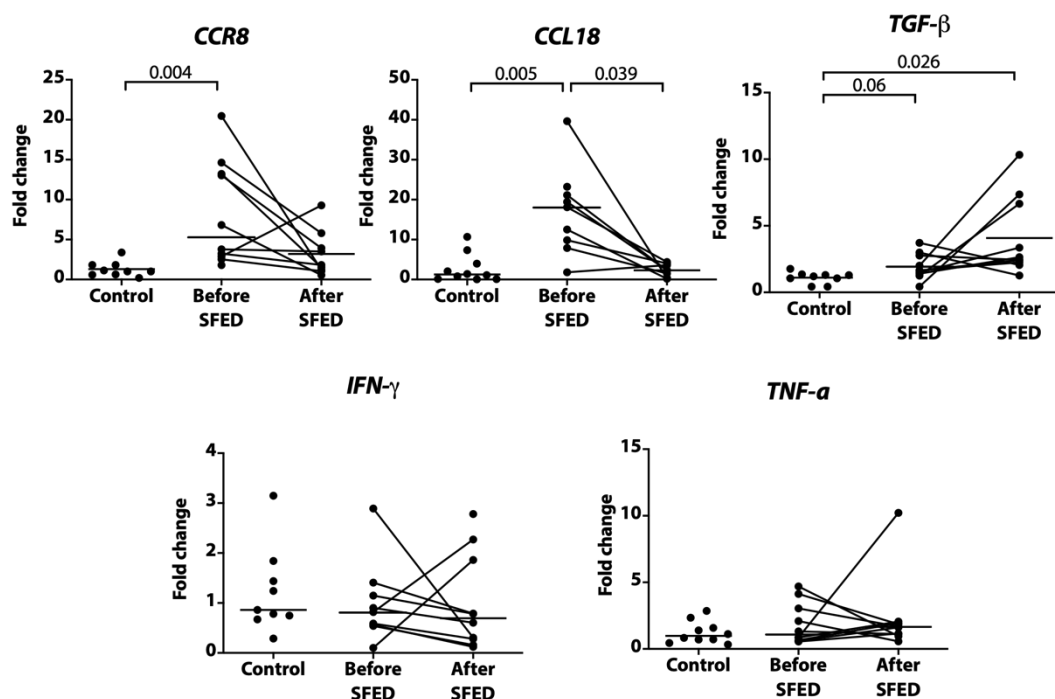 CCR8
0.004
Fold change
25
20
15
10
5
0
Control
Before
SFED
After
SFED
CCL18
0.005
0.039
Fold change
50
40
30
20
10
0
Control
Before
SFED
After
SFED
TGF-β
0.026
0.06
Fold change
15
10
5
0
Control
Before
SFED
After
SFED
IFN-γ
Fold change
4
3
2
1
0
Control
Before
SFED
After
SFED
TNF-a
Fold change
15
10
5
0
Control
Before
SFED
After
SFED